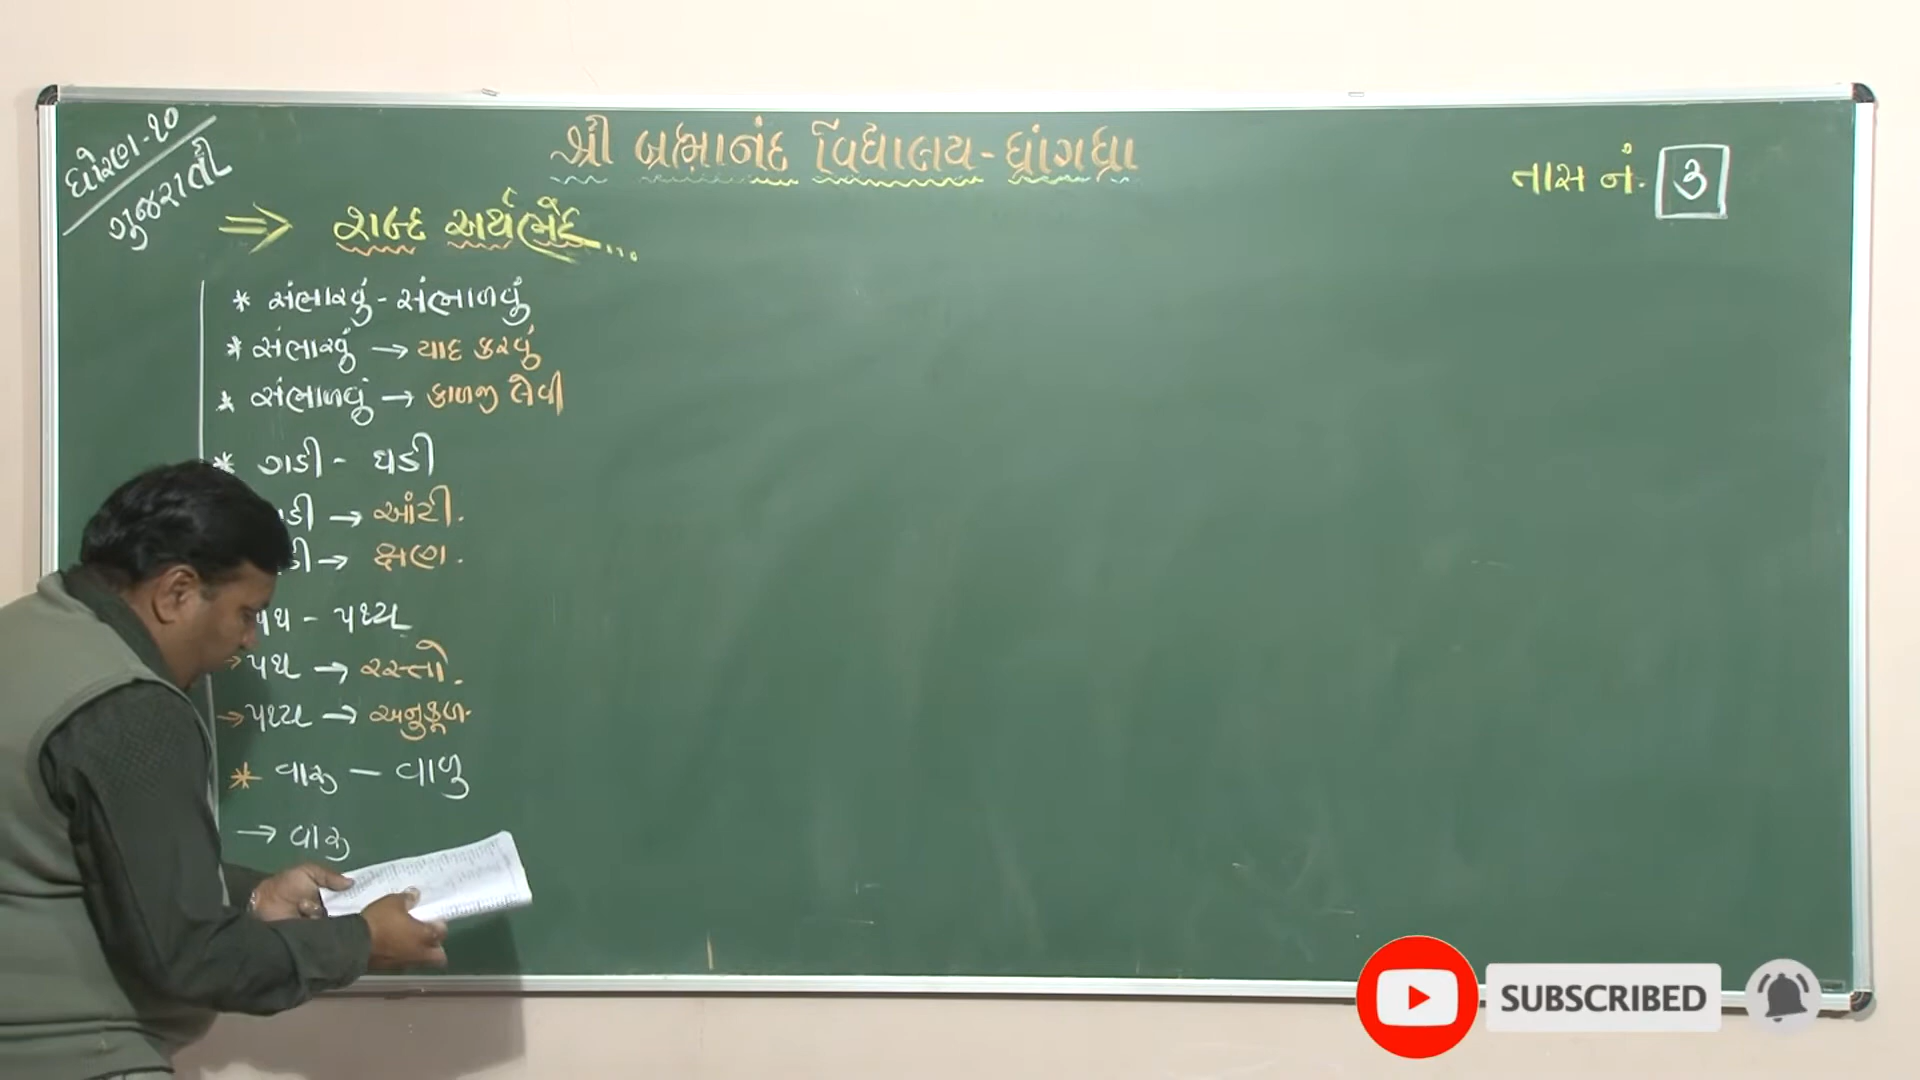 ધોરણ-૧૦
ગુજરાતી
શ્રી બ્રહ્માનંદ વિદ્યાલય - ધ્રાંગધ્રા
તાસ નં. ૩
⇒ શબ્દ અર્થભેદ...
* સંભારવું - સંભાળવું
* સંભારવું → યાદ કરવું
* સંભાળવું → કાળજી લેવી
* ગડી - ઘડી
ડી → આંટી.
ડી → ક્ષણ.
પથ - પથ્ય
→ પથ → રસ્તો.
→ પથ્ય → અનુકૂળ.
* વારુ - વાળુ
→ વારુ
SUBSCRIBED